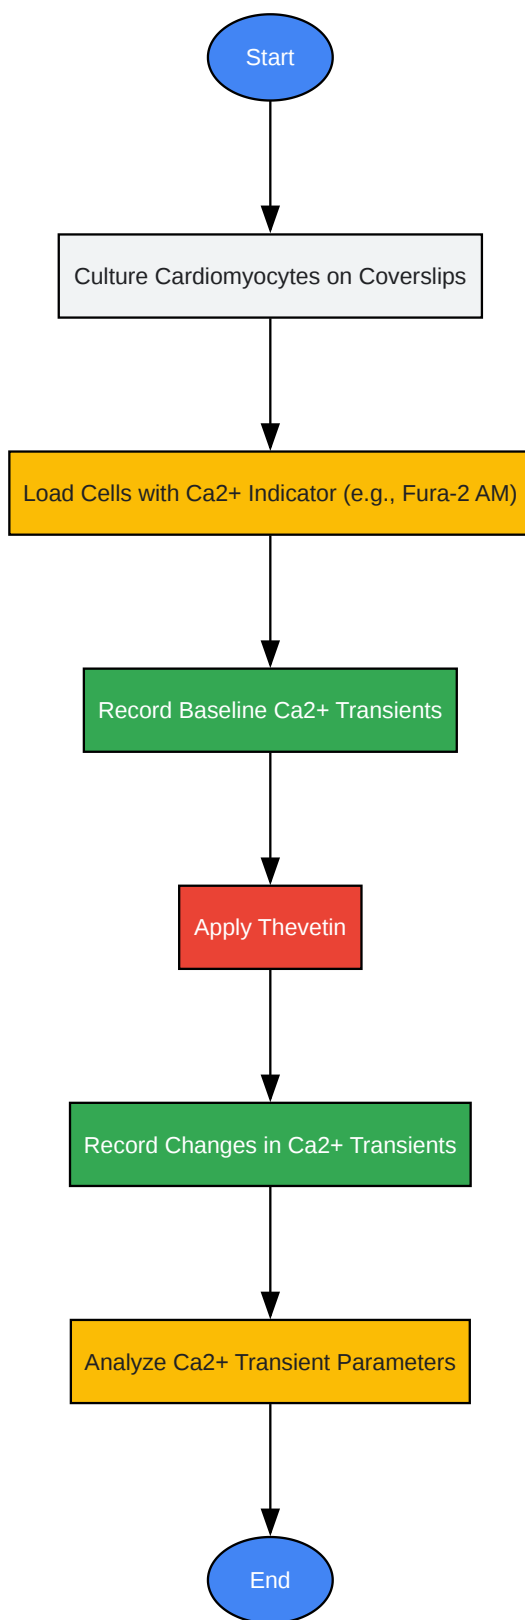 Start
Culture Cardiomyocytes on Coverslips
Load Cells with Ca2+ Indicator (e.g., Fura-2 AM)
Record Baseline Ca2+ Transients
Apply Thevetin
Record Changes in Ca2+ Transients
Analyze Ca2+ Transient Parameters
End